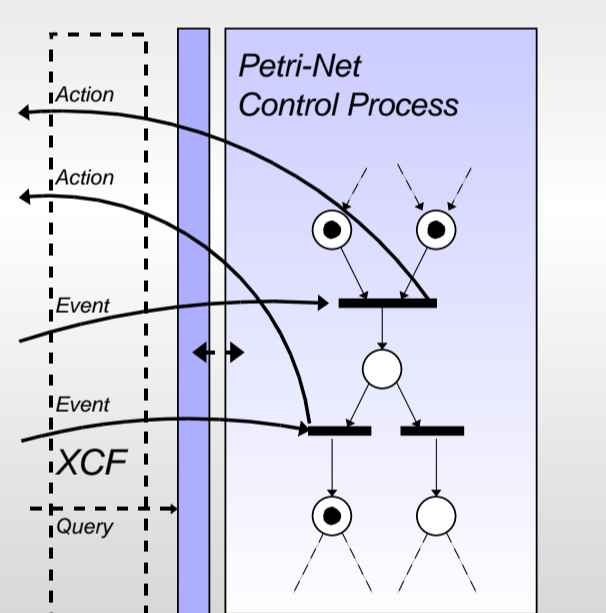 Petri-Net
Control Process
Action
Action
Event
Event
XCF
Query